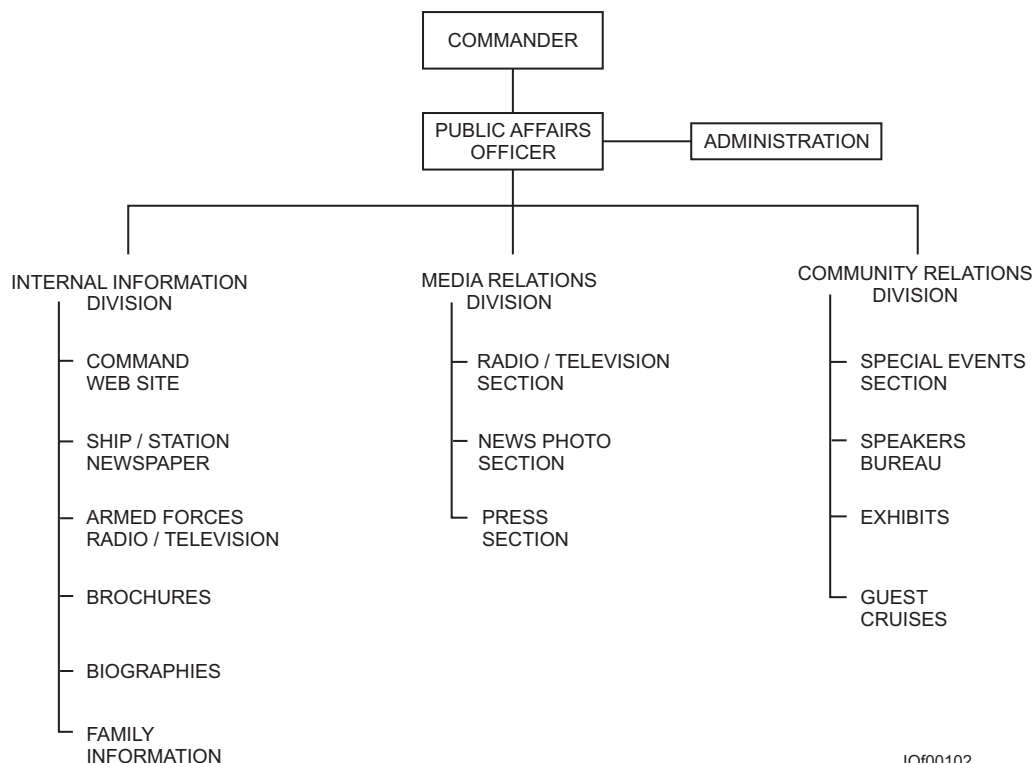 COMMANDER
PUBLIC AFFAIRS
OFFICER
ADMINISTRATION
INTERNAL INFORMATION
DIVISION
COMMAND
WEB SITE
SHIP / STATION
NEWSPAPER
ARMED FORCES
RADIO / TELEVISION
BROCHURES
BIOGRAPHIES
FAMILY
INFORMATION
MEDIA RELATIONS
DIVISION
RADIO / TELEVISION
SECTION
NEWS PHOTO
SECTION
PRESS
SECTION
COMMUNITY RELATIONS
DIVISION
SPECIAL EVENTS
SECTION
SPEAKERS
BUREAU
EXHIBITS
GUEST
CRUISES
JOf00102